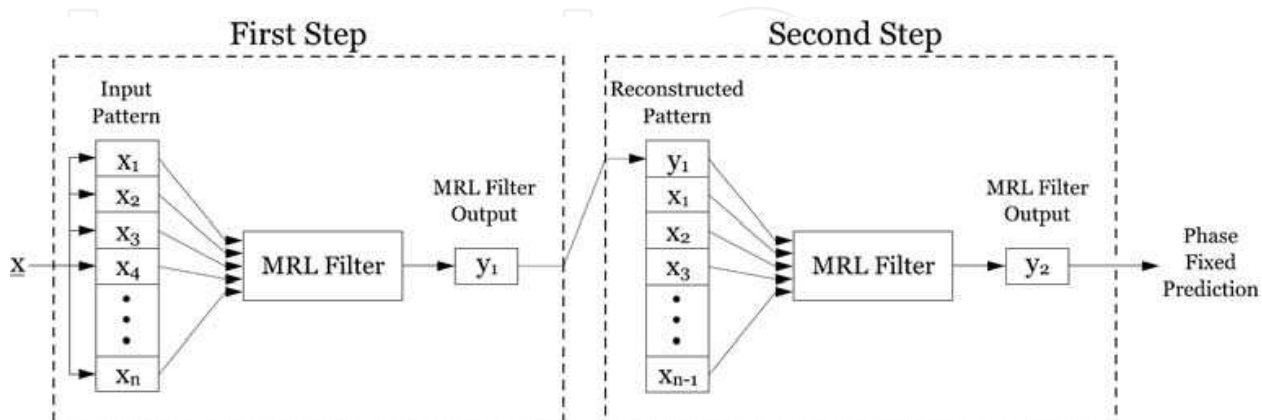 First Step
Input
Pattern
x
x₁
x₂
x₃
x₄
xₙ
MRL Filter
MRL Filter
Output
y₁
Second Step
Reconstructed
Pattern
y₁
x₁
x₂
x₃
xₙ₋₁
MRL Filter
MRL Filter
Output
y₂
Phase
Fixed
Prediction